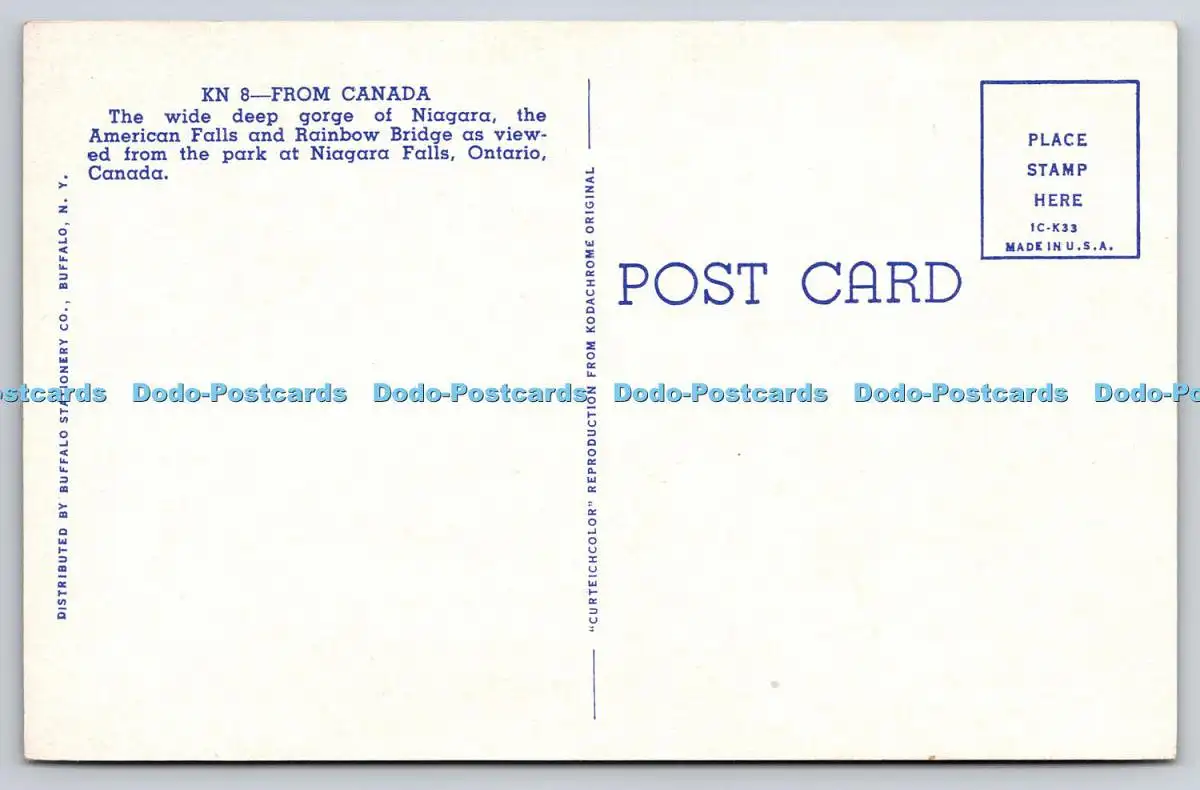 KN 8—FROM CANADA
The wide deep gorge of Niagara, the
American Falls and Rainbow Bridge as view-
ed from the park at Niagara Falls, Ontario,
Canada.
DISTRIBUTED BY BUFFALO STATIONERY CO., BUFFALO, N. Y.
"CURTEICHCOLOR" REPRODUCTION FROM KODACHROME ORIGINAL
PLACE
STAMP
HERE
1C-K33
MADE IN U.S.A.
POST CARD
ostcards Dodo-Postcards Dodo-Postcards Dodo-Postcards Dodo-Postcards Dodo-Po